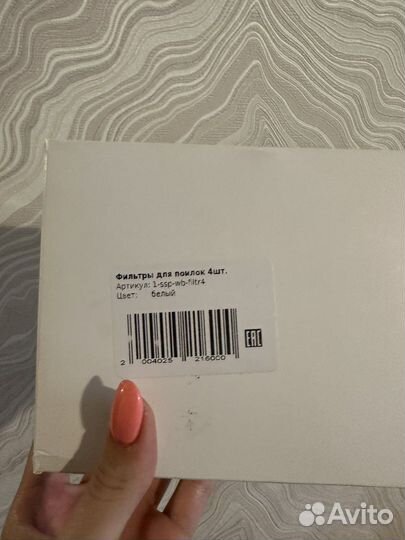 Фильтры для поилок 4шт.
Артикул: 1-ssp-wb-filtr4
Цвет: белый
2 004025 216000
EAC
Avito